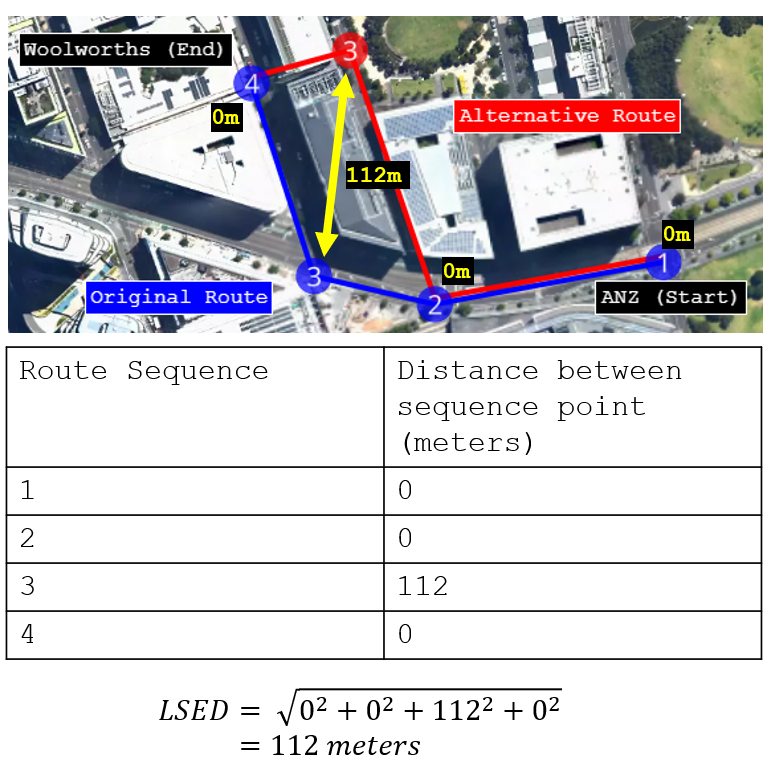 Woolworths (End)
3
4
0m
Alternative Route
112m
0m
0m
1
3
2
Original Route
ANZ (Start)
Route Sequence
Distance between
sequence point
(meters)
1
0
2
0
3
112
4
0
LSED = √0² + 0² + 112² + 0²
= 112 meters